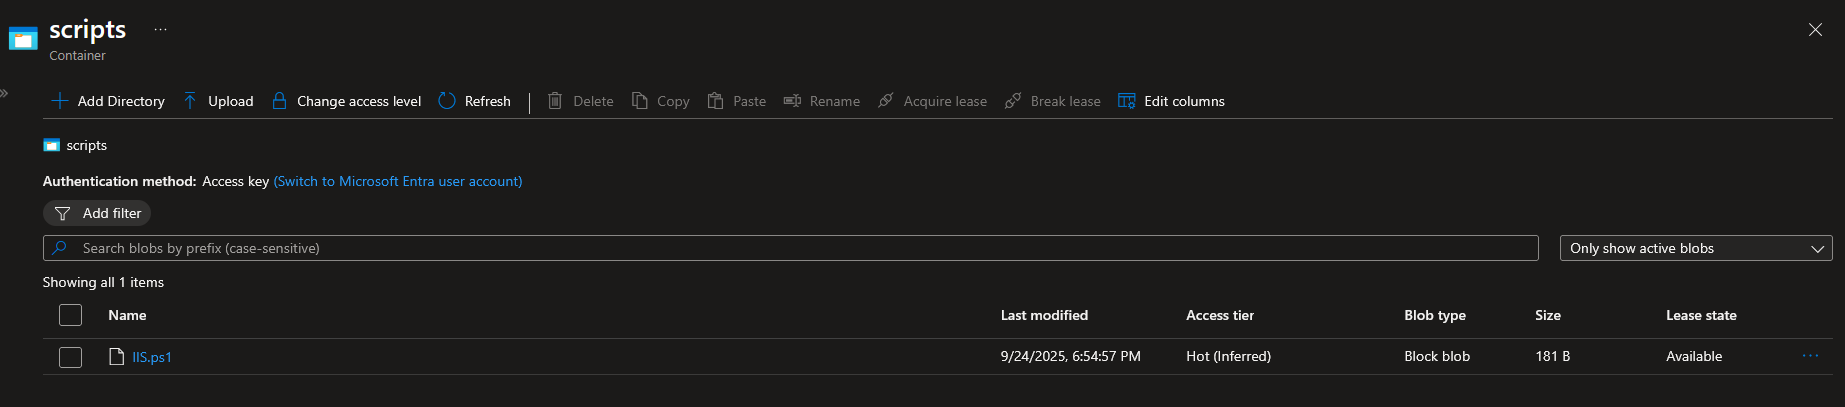 scripts ...
Container
Add Directory Upload Change access level Refresh Delete Copy Paste Rename Acquire lease Break lease Edit columns
scripts
Authentication method: Access key (Switch to Microsoft Entra user account)
Add filter
Search blobs by prefix (case-sensitive) Only show active blobs
Showing all 1 items
Name Last modified Access tier Blob type Size Lease state
IIS.ps1 9/24/2025, 6:54:57 PM Hot (Inferred) Block blob 181 B Available ...